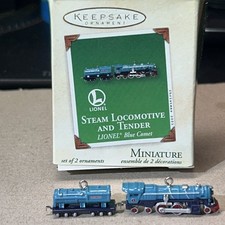 KEEPSAKE
ORNAMENT
LIONEL
STEAM LOCOMOTIVE
AND TENDER
LIONEL® Blue Comet
MINIATURE
set of 2 ornaments
ensemble de 2 décorations